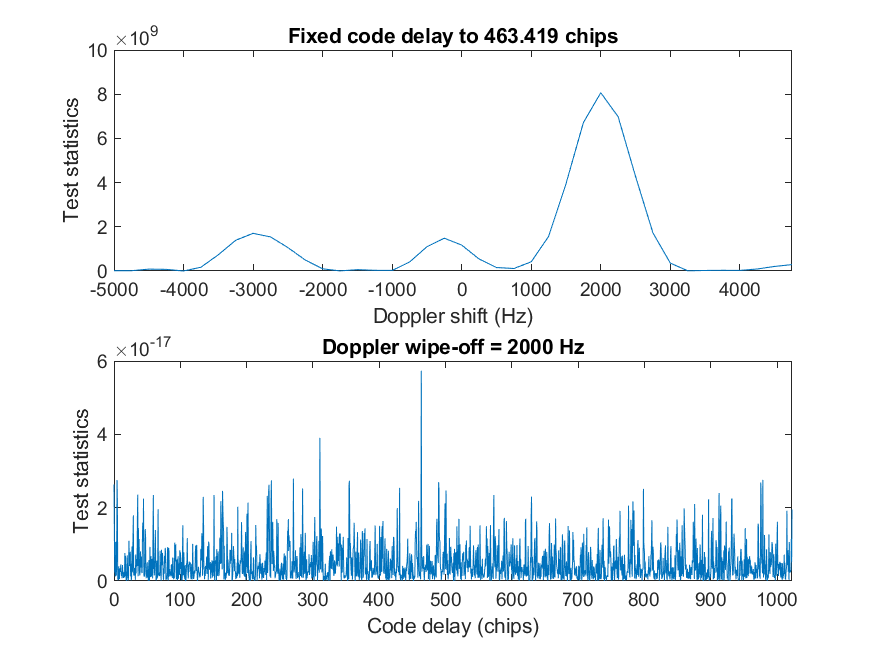 ×10^9
Fixed code delay to 463.419 chips
10
8
6
4
2
0
Test statistics
-5000 -4000 -3000 -2000 -1000 0 1000 2000 3000 4000
Doppler shift (Hz)
×10^-17
Doppler wipe-off = 2000 Hz
6
4
2
0
Test statistics
0 100 200 300 400 500 600 700 800 900 1000
Code delay (chips)